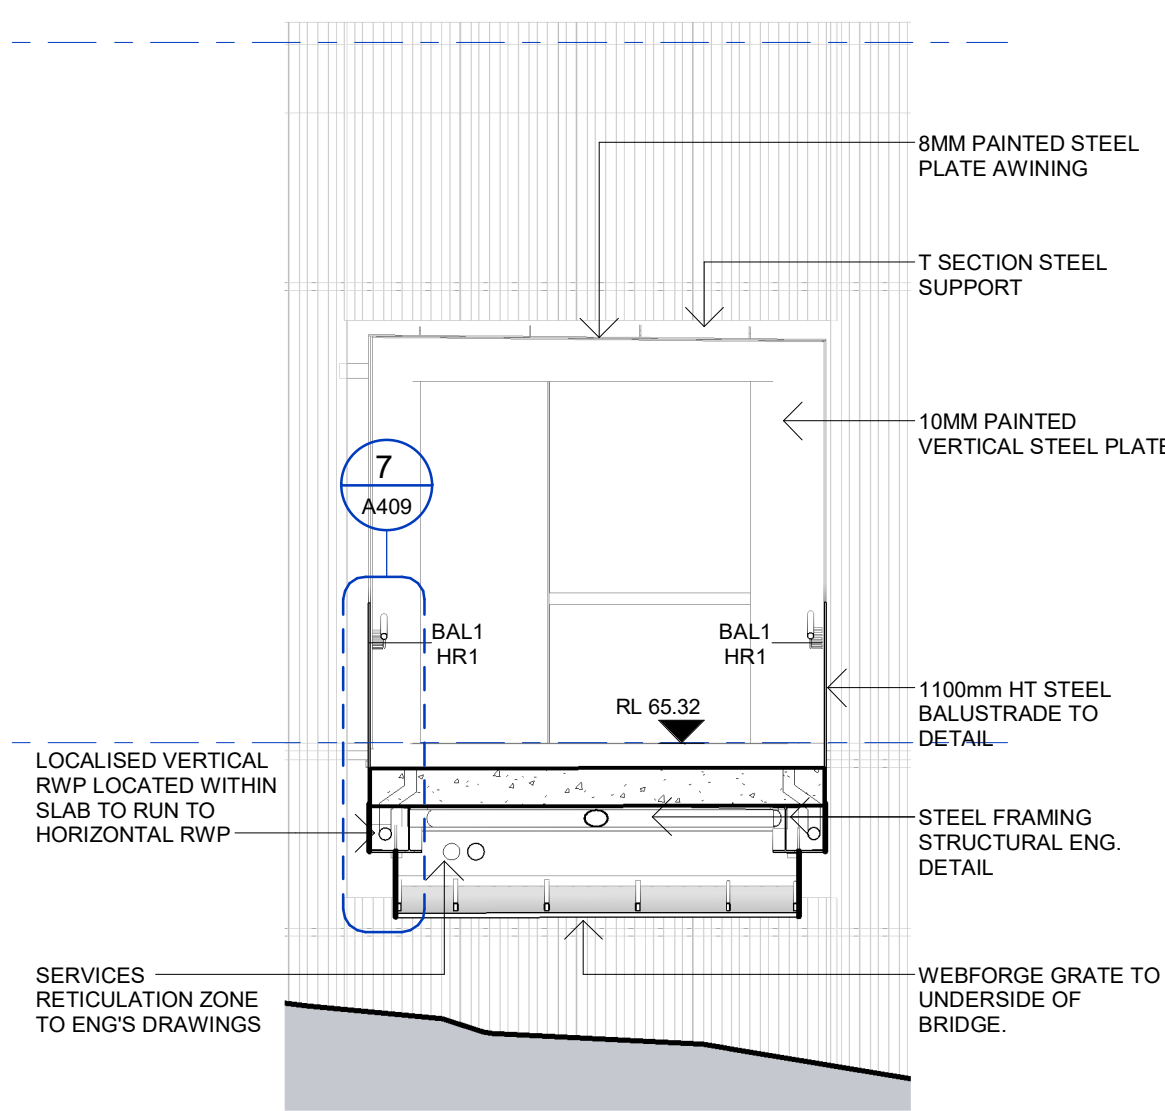 8MM PAINTED STEEL
PLATE AWINING
T SECTION STEEL
SUPPORT
10MM PAINTED
VERTICAL STEEL PLATE
7
A409
BAL1
HR1
BAL1
HR1
RL 65.32
1100mm HT STEEL
BALUSTRADE TO
DETAIL
LOCALISED VERTICAL
RWP LOCATED WITHIN
SLAB TO RUN TO
HORIZONTAL RWP
STEEL FRAMING
STRUCTURAL ENG.
DETAIL
SERVICES
RETICULATION ZONE
TO ENG'S DRAWINGS
WEBFORGE GRATE TO
UNDERSIDE OF
BRIDGE.